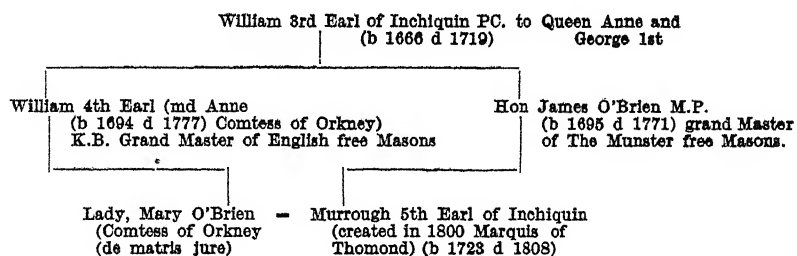 William 3rd Earl of Inchiquin PC. to Queen Anne and
(b 1666 d 1719) George 1st
William 4th Earl (md Anne
(b 1694 d 1777) Comtess of Orkney)
K.B. Grand Master of English free Masons
Hon James O'Brien M.P.
(b 1695 d 1771) grand Master
of The Munster free Masons.
Lady, Mary O'Brien – Murrough 5th Earl of Inchiquin
(Comtess of Orkney (created in 1800 Marquis of
(de matris jure) Thomond) (b 1723 d 1808)